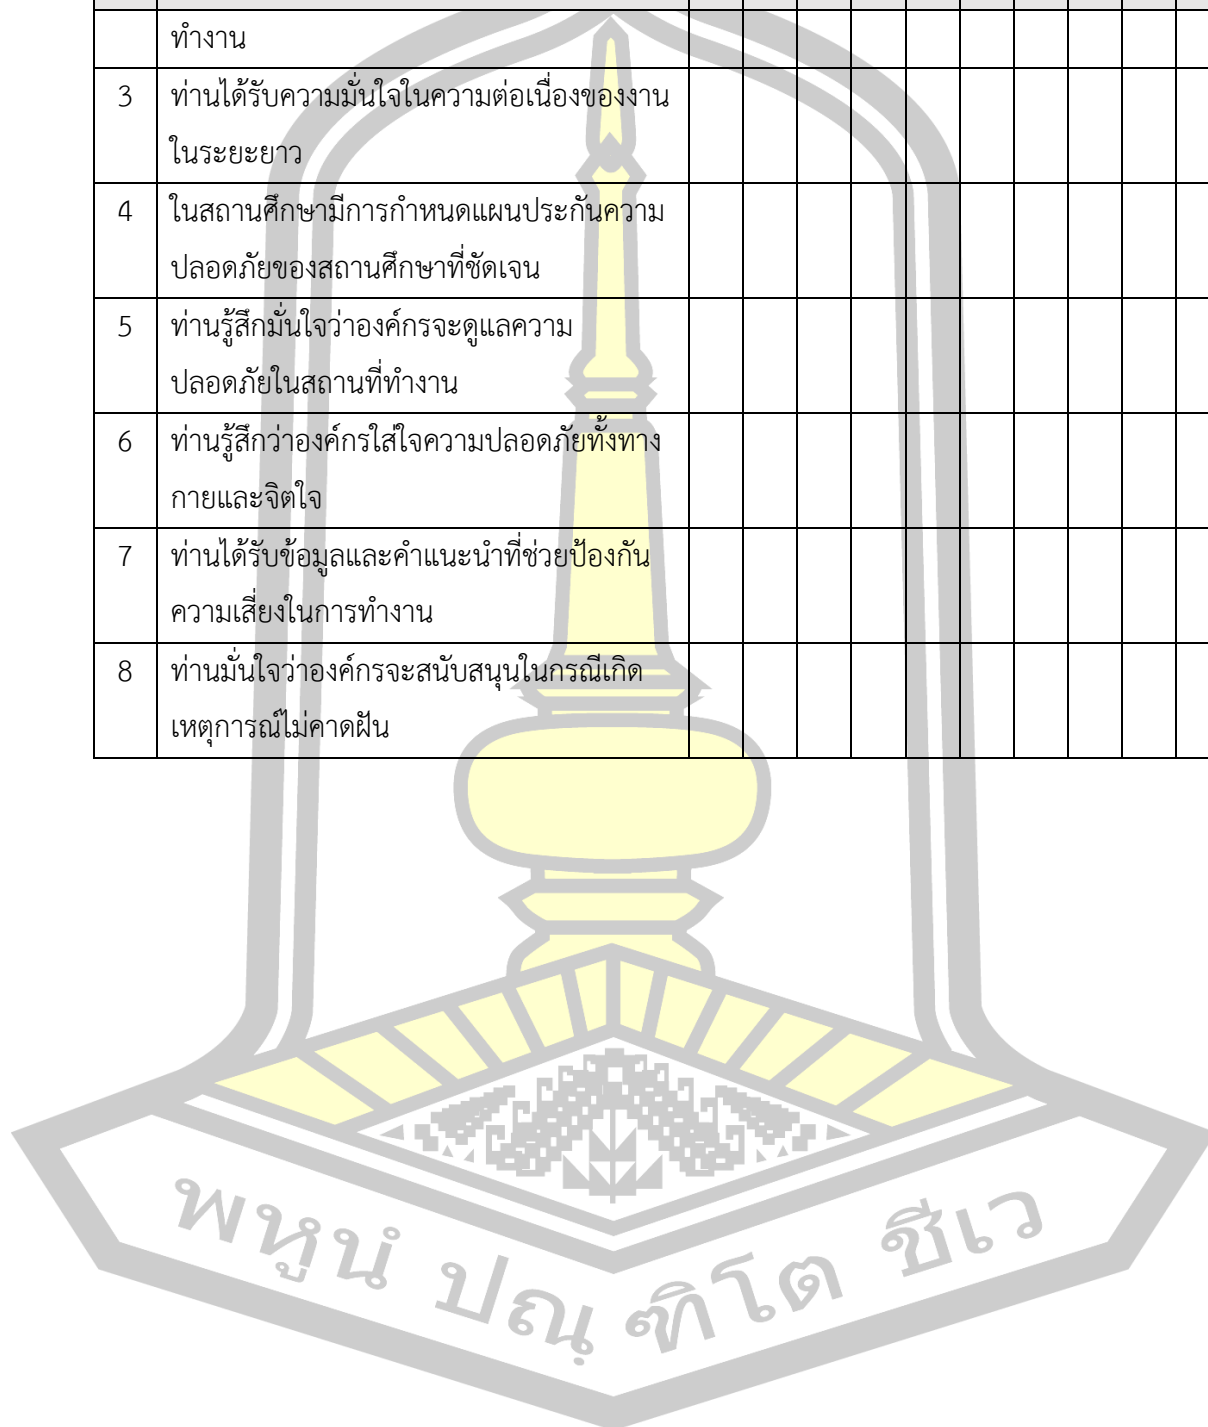 ทำงาน
3 ท่านได้รับความมั่นใจในความต่อเนื่องของงาน
ในระยะยาว
4 ในสถานศึกษามีการกำหนดแผนประกันความ
ปลอดภัยของสถานศึกษาที่ชัดเจน
5 ท่านรู้สึกมั่นใจว่าองค์กรจะดูแลความ
ปลอดภัยในสถานที่ทำงาน
6 ท่านรู้สึกว่าองค์กรใส่ใจความปลอดภัยทั้งทาง
กายและจิตใจ
7 ท่านได้รับข้อมูลและคำแนะนำที่ช่วยป้องกัน
ความเสี่ยงในการทำงาน
8 ท่านมั่นใจว่าองค์กรจะสนับสนุนในกรณีเกิด
เหตุการณ์ไม่คาดฝัน
พหูนํ ปณฺ ฑิโต ชีเว